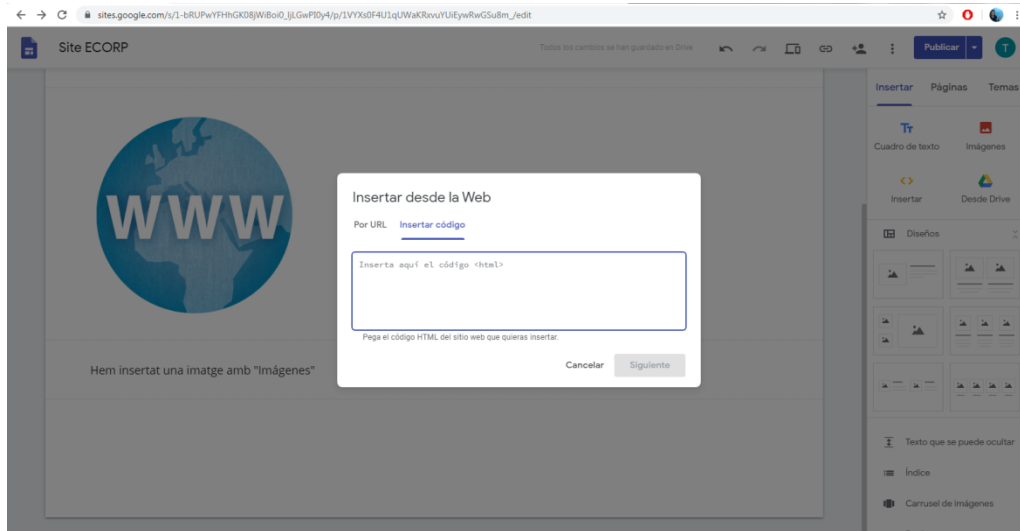 sites.google.com/s/1-bRUPwYFHhGK08jWiBoi0_ljLGwPI0y4/p/1VYXs0F4U1qUWaKRxvuYUiEywRwGSu8m_/edit
Site ECORP
Todos los cambios se han guardado en Drive
Publicar
T
Insertar Páginas Temas
Tт
Cuadro de texto Imágenes
Insertar Desde Drive
Diseños
WWW
Insertar desde la Web
Por URL Insertar código
Inserta aquí el código <html>
Pega el código HTML del sitio web que quieras insertar.
Cancelar Siguiente
Hem insertat una imatge amb "Imágenes"
Texto que se puede ocultar
Índice
Carrusel de imágenes